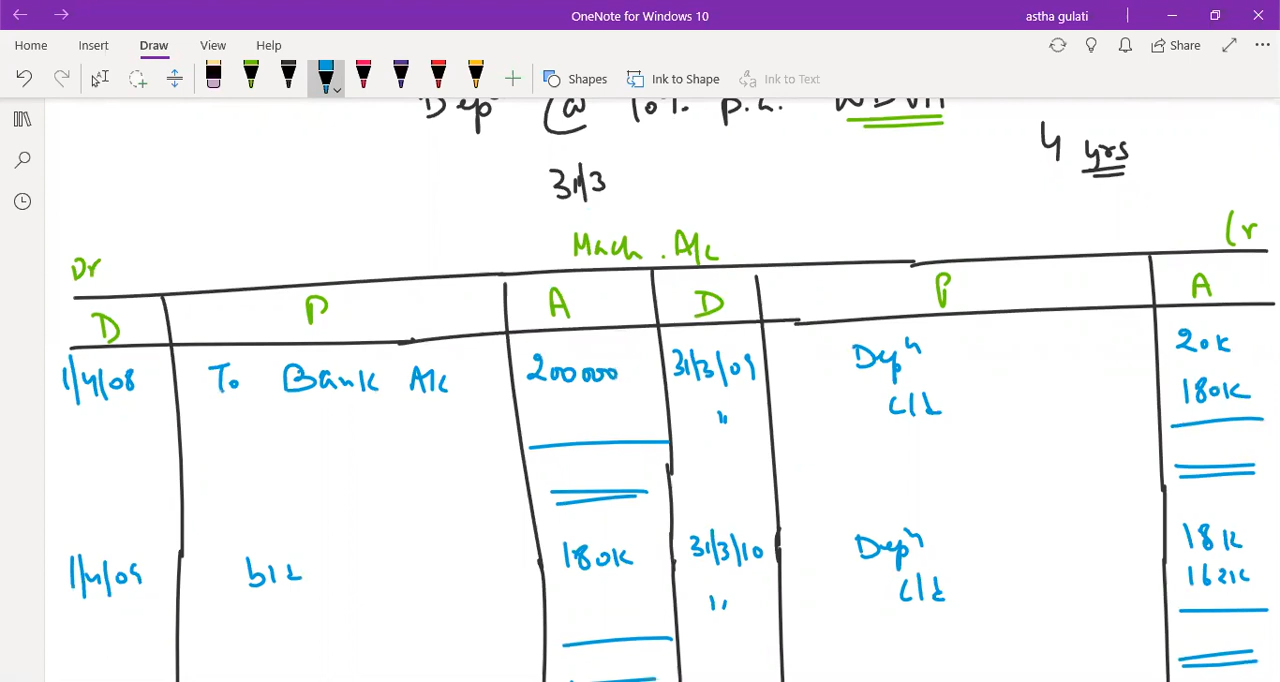 OneNote for Windows 10
astha gulati
Home Insert Draw View Help
Share
Shapes Ink to Shape Ink to Text
Depn @ 10% p.a. WDVM
4 yrs
31/3
Mach. A/c
Dr Cr
D P A D P A
1/4/08 To Bank A/c 200000 31/3/09 Depn 20K
" c/d 180K
1/4/09 b/d 180K 31/3/10 Depn 18K
" c/d 162K